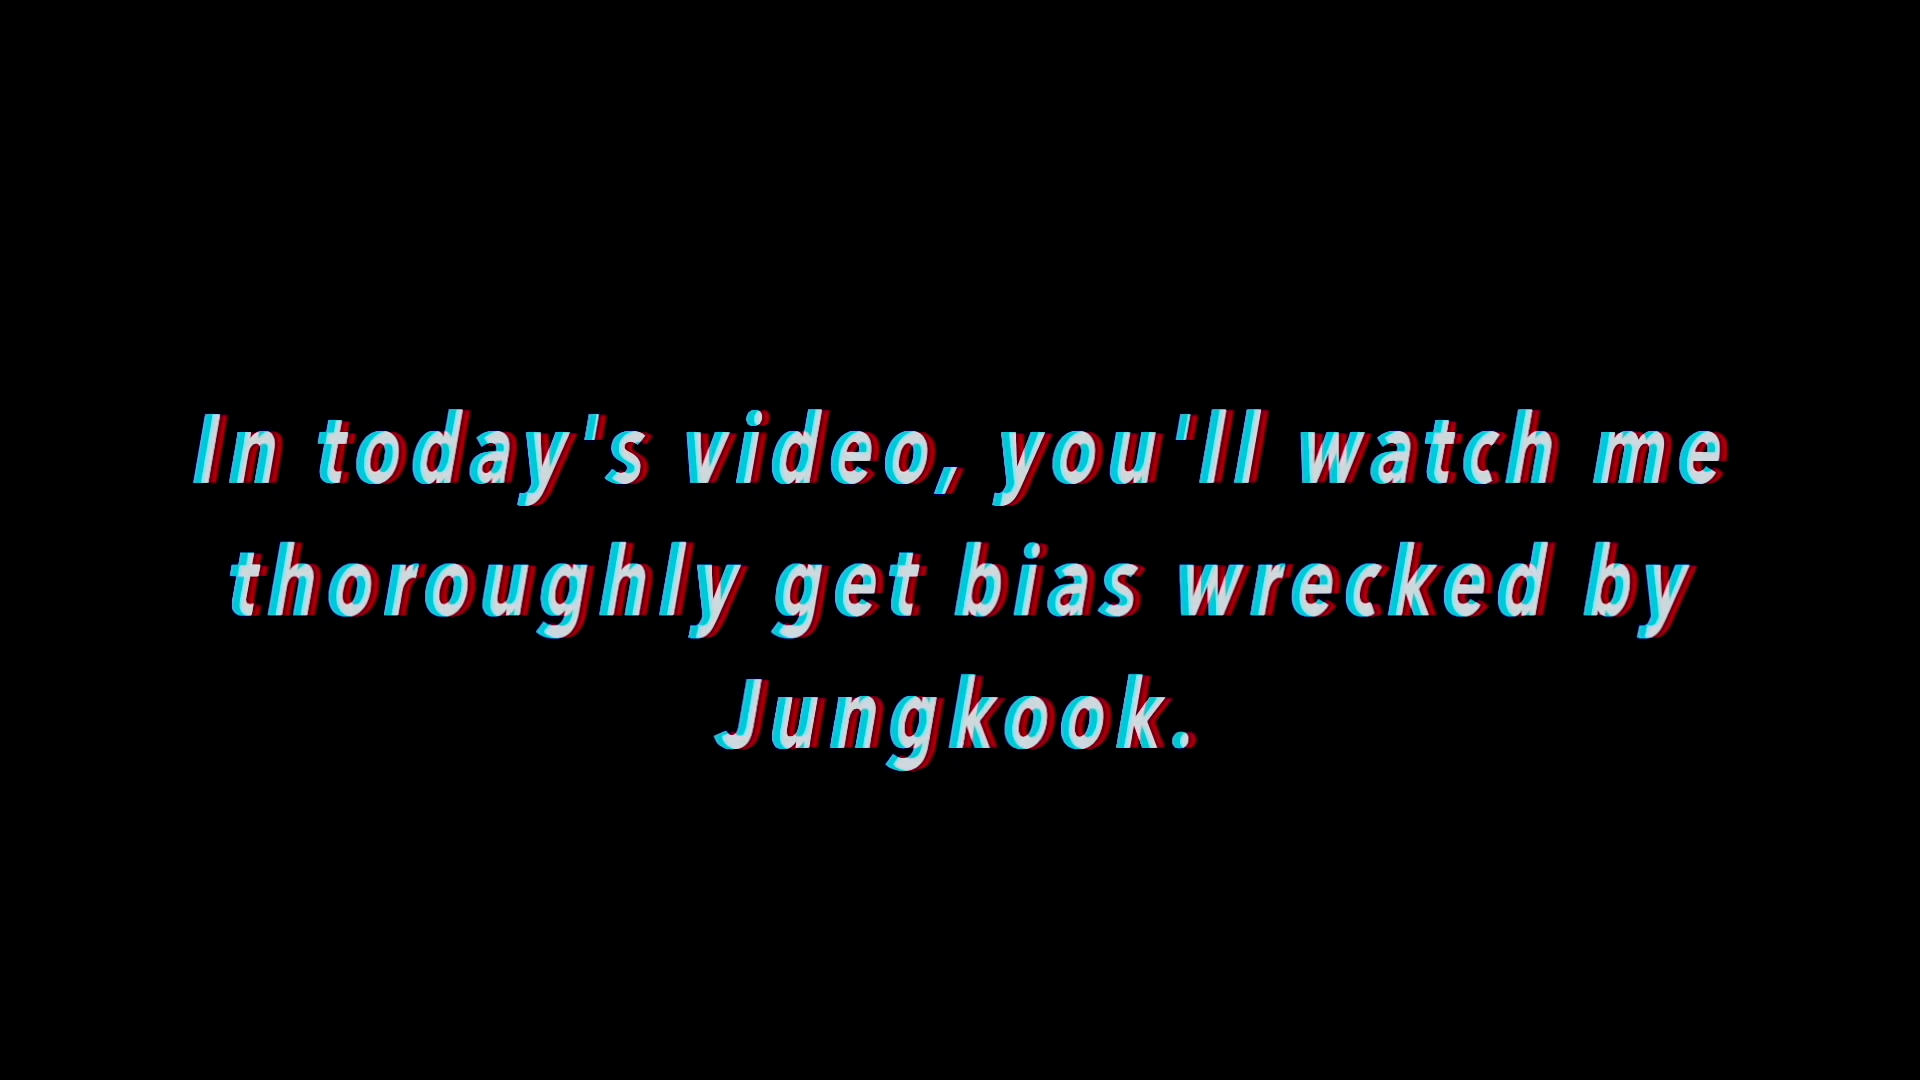 In today's video, you'll watch me
thoroughly get bias wrecked by
Jungkook.